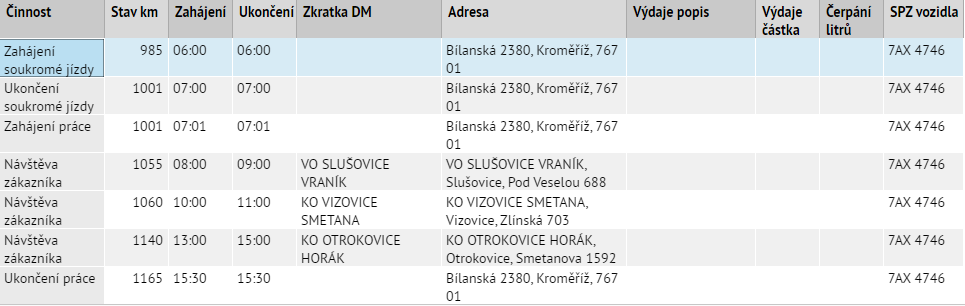 Činnost Stav km Zahájení Ukončení Zkratka DM Adresa Výdaje popis Výdaje částka Čerpání litrů SPZ vozidla
Zahájení soukromé jízdy 985 06:00 06:00 Bílanská 2380, Kroměříž, 767 01 7AX 4746
Ukončení soukromé jízdy 1001 07:00 07:00 Bílanská 2380, Kroměříž, 767 01 7AX 4746
Zahájení práce 1001 07:01 07:01 Bílanská 2380, Kroměříž, 767 01 7AX 4746
Návštěva zákazníka 1055 08:00 09:00 VO SLUŠOVICE VRANÍK VO SLUŠOVICE VRANÍK, Slušovice, Pod Veselou 688 7AX 4746
Návštěva zákazníka 1060 10:00 11:00 KO VIZOVICE SMETANA KO VIZOVICE SMETANA, Vizovice, Zlínská 703 7AX 4746
Návštěva zákazníka 1140 13:00 15:00 KO OTROKOVICE HORÁK KO OTROKOVICE HORÁK, Otrokovice, Smetanova 1592 7AX 4746
Ukončení práce 1165 15:30 15:30 Bílanská 2380, Kroměříž, 767 01 7AX 4746